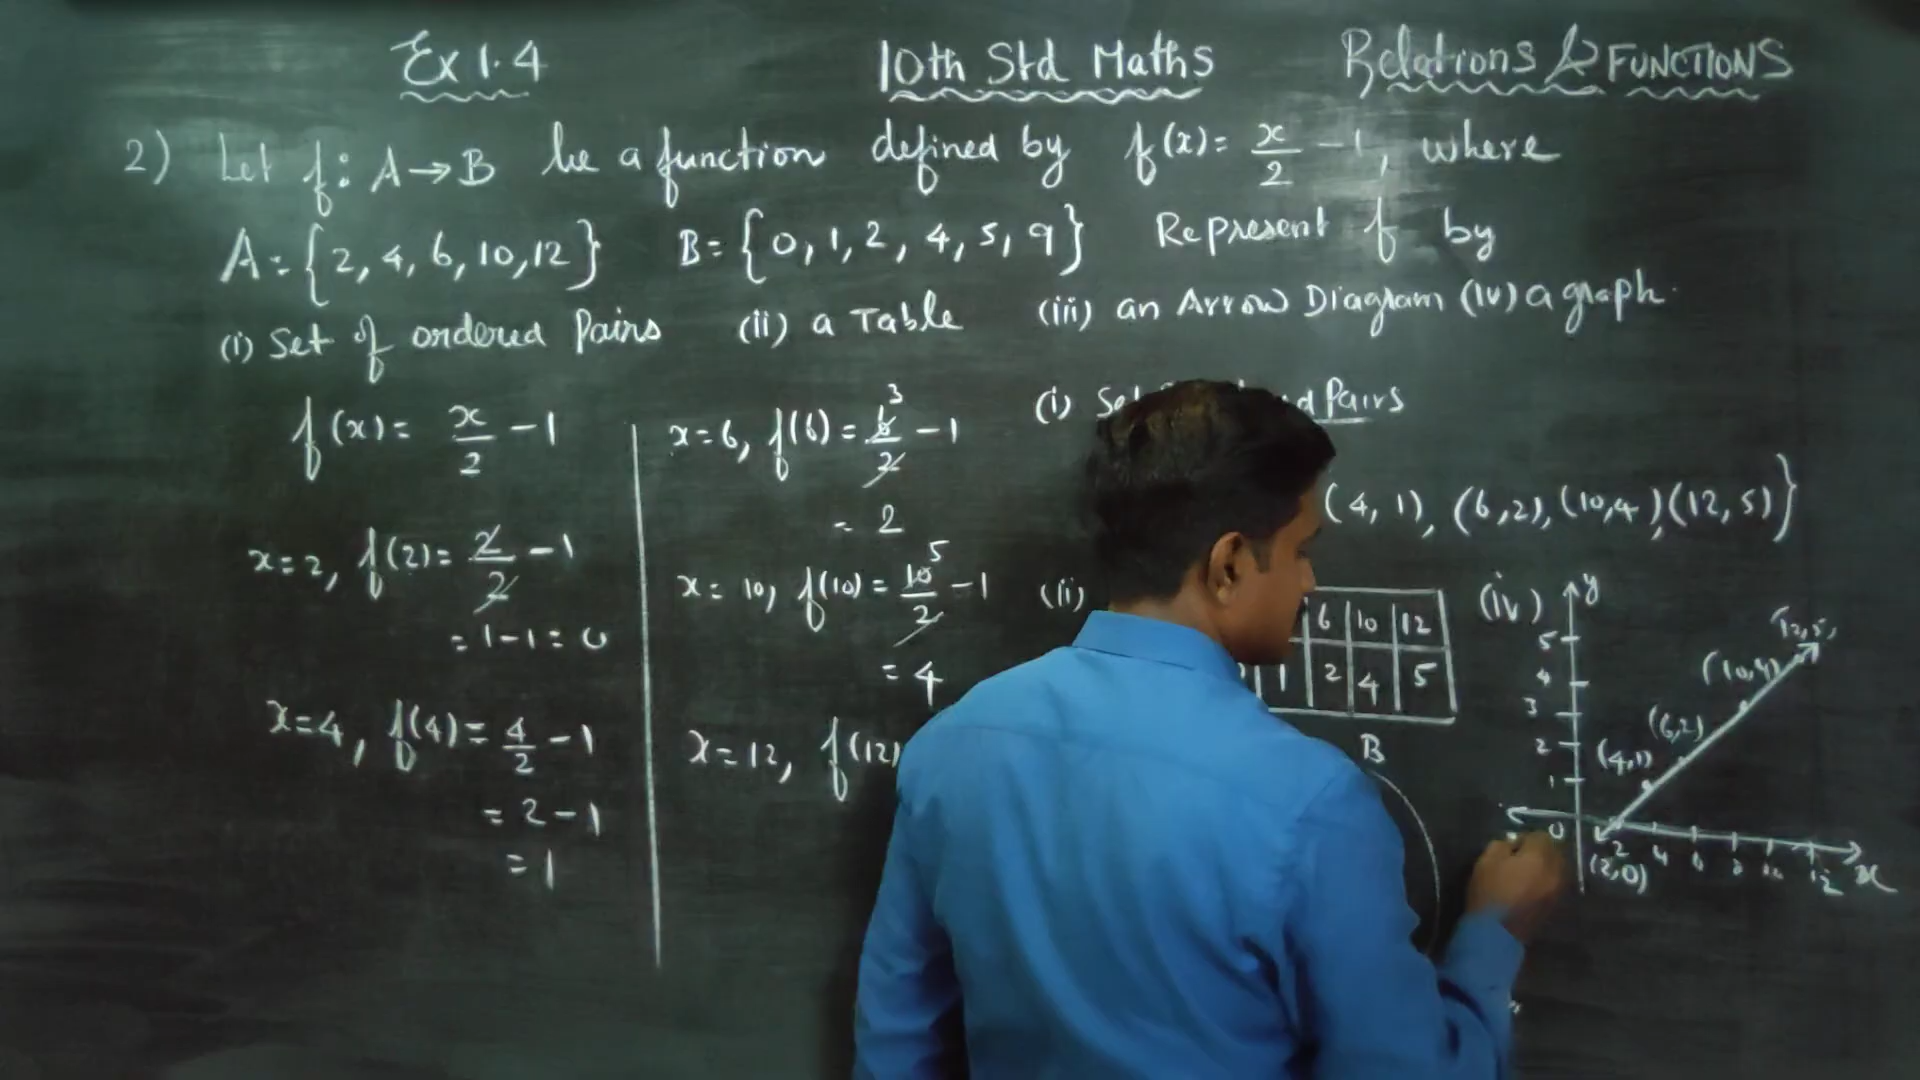 Ex 1.4 10th Std Maths Relations & FUNCTIONS
2) Let f: A→B be a function defined by f(x)= x/2 - 1, where
A={2, 4, 6, 10, 12} B={0, 1, 2, 4, 5, 9} Represent f by
(i) Set of ordered Pairs (ii) a Table (iii) an Arrow Diagram (iv) a graph.
f(x)= x/2 - 1
x=2, f(2)= 2/2 - 1
= 1-1 = 0
x=4, f(4)= 4/2 - 1
= 2-1
= 1
x=6, f(6)= 6/2 - 1
3
= 2
x= 10, f(10)= 10/2 - 1
5
= 4
x=12, f(12)
(i) Pairs
(4, 1), (6,2), (10,4), (12, 5)}
(ii)
6 10 12
1 2 4 5
B
(iv) y
5
4
3
2
1
0
2 4 12 x
(12,5)
(10,4)
(6,2)
(4,1)
(2,0)